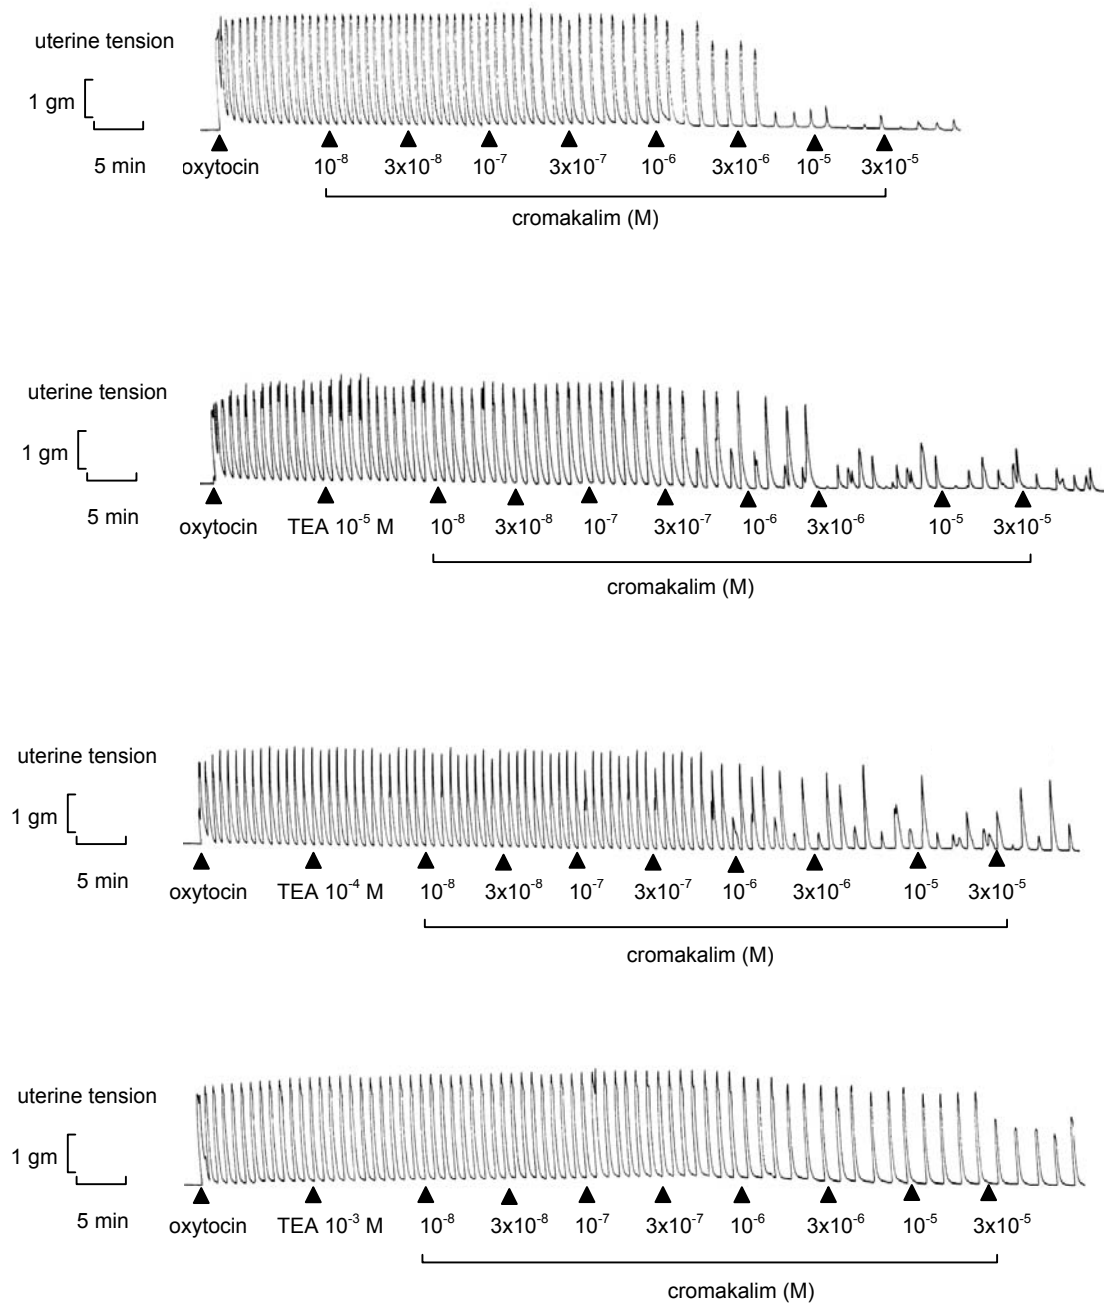 uterine tension
1 gm
5 min
oxytocin 10⁻⁸ 3x10⁻⁸ 10⁻⁷ 3x10⁻⁷ 10⁻⁶ 3x10⁻⁶ 10⁻⁵ 3x10⁻⁵
cromakalim (M)
uterine tension
1 gm
5 min
oxytocin TEA 10⁻⁵ M 10⁻⁸ 3x10⁻⁸ 10⁻⁷ 3x10⁻⁷ 10⁻⁶ 3x10⁻⁶ 10⁻⁵ 3x10⁻⁵
cromakalim (M)
uterine tension
1 gm
5 min
oxytocin TEA 10⁻⁴ M 10⁻⁸ 3x10⁻⁸ 10⁻⁷ 3x10⁻⁷ 10⁻⁶ 3x10⁻⁶ 10⁻⁵ 3x10⁻⁵
cromakalim (M)
uterine tension
1 gm
5 min
oxytocin TEA 10⁻³ M 10⁻⁸ 3x10⁻⁸ 10⁻⁷ 3x10⁻⁷ 10⁻⁶ 3x10⁻⁶ 10⁻⁵ 3x10⁻⁵
cromakalim (M)